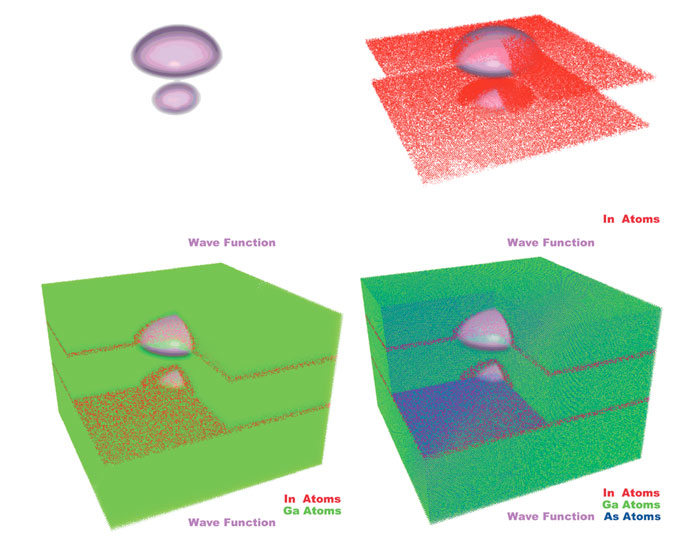 In Atoms
Wave Function
Wave Function
In Atoms
Ga Atoms
Wave Function
In Atoms
Ga Atoms
Wave Function As Atoms